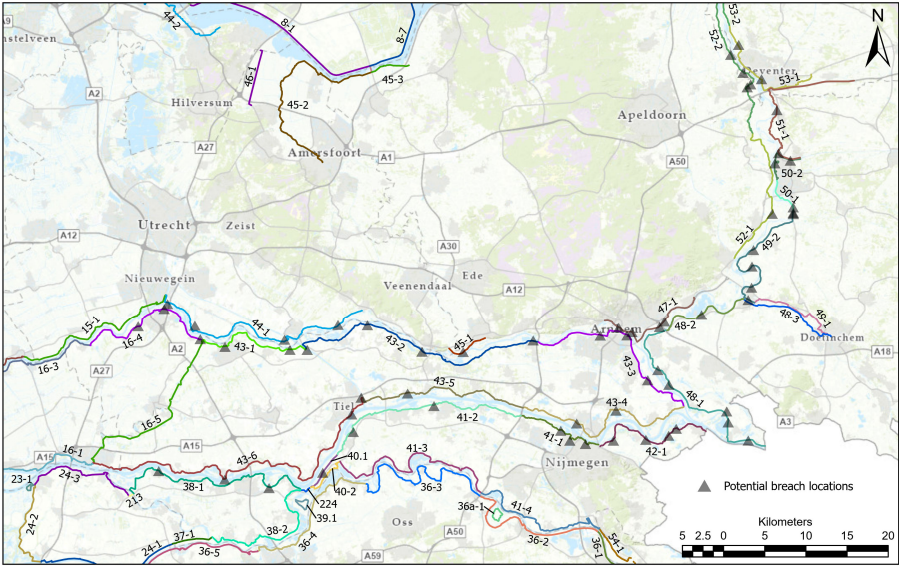 44-2
8-1
8-7
53-2
52-2
N
nstelveen
A2
46-1
45-3
Deventer
53-1
Hilversum
45-2
Apeldoorn
51-1
A27
Amersfoort
A1
A50
50-2
50-1
Utrecht
Zeist
A12
A30
52-1
49-2
Nieuwegein
Ede
Veenendaal
A12
47-1
15-1
16-4
44-1
48-2
48-3
49-1
Arnhem
Doetinchem
16-3
A2
43-1
43-2
45-1
A18
A27
43-3
43-5
43-4
48-1
Tiel
41-2
A3
16-5
A15
41-1
42-1
16-1
A15
43-6
40.1
41-3
Nijmegen
23-1
24-3
38-1
40-2
36-3
Potential breach locations
213
224
39.1
36a-1
41-4
24-2
38-2
Oss
Kilometers
37-1
36-4
A50
36-2
5 2.5 0 5 10 15 20
24-1
36-5
A59
36-1
54-1